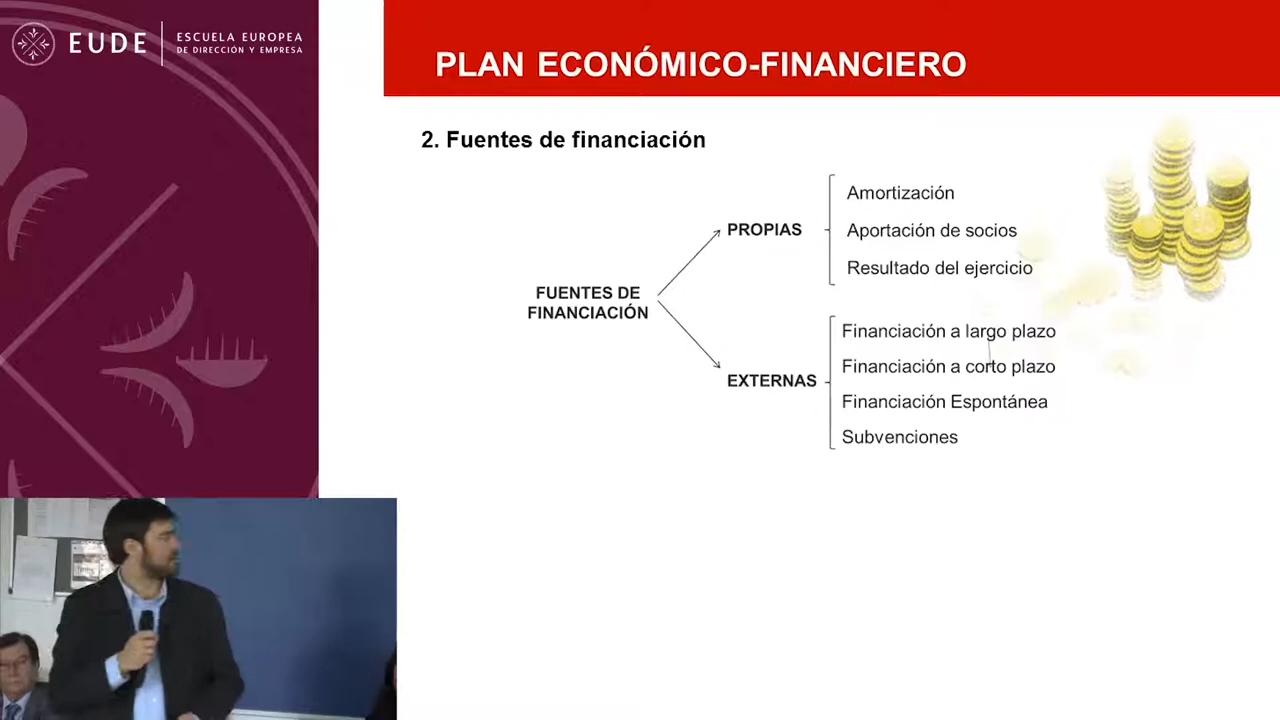 EUDE
ESCUELA EUROPEA
DE DIRECCIÓN Y EMPRESA
PLAN ECONÓMICO-FINANCIERO
2. Fuentes de financiación
FUENTES DE
FINANCIACIÓN
PROPIAS
Amortización
Aportación de socios
Resultado del ejercicio
EXTERNAS
Financiación a largo plazo
Financiación a corto plazo
Financiación Espontánea
Subvenciones